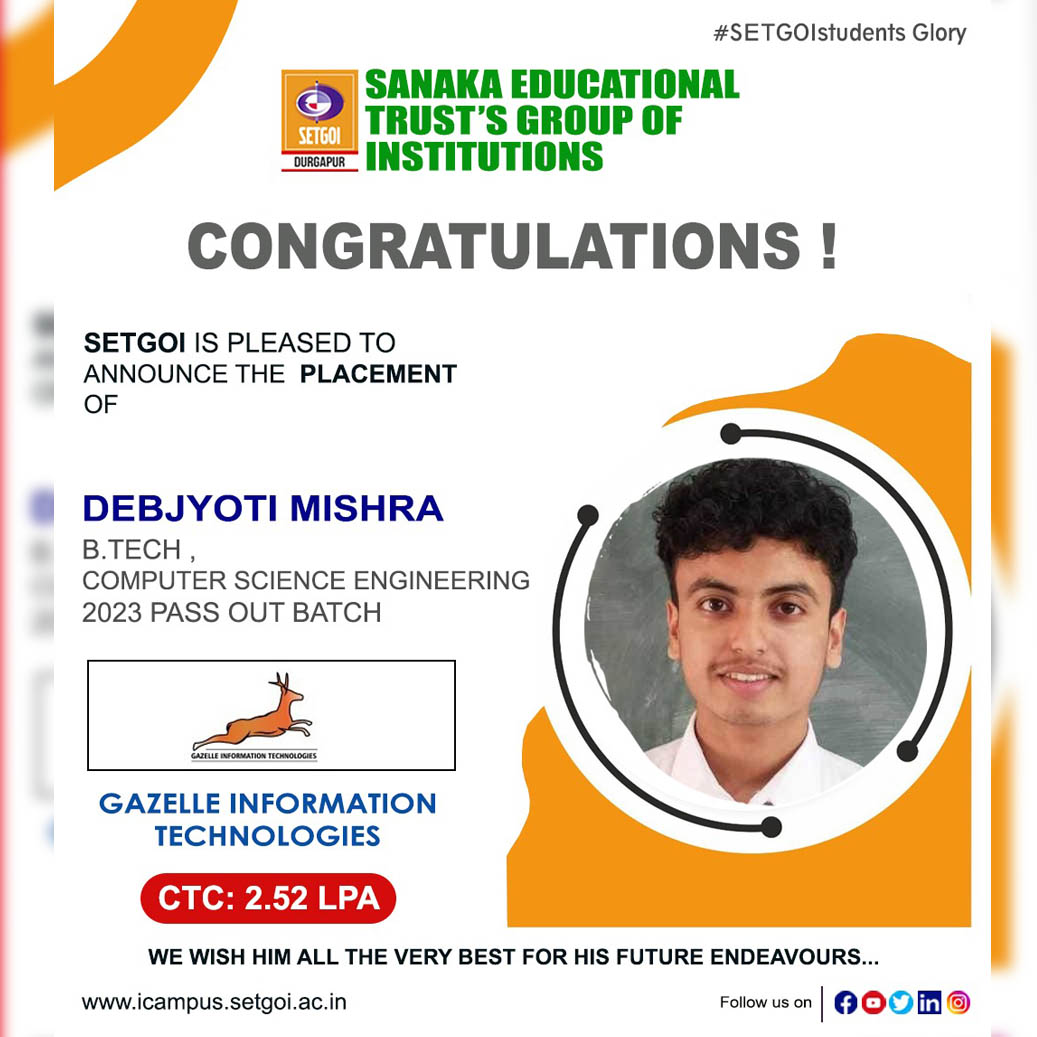 #SETGOIstudents Glory
SANAKA EDUCATIONAL
TRUST'S GROUP OF
INSTITUTIONS
SETGOI
DURGAPUR
CONGRATULATIONS !
SETGOI IS PLEASED TO
ANNOUNCE THE PLACEMENT
OF
DEBJYOTI MISHRA
B.TECH ,
COMPUTER SCIENCE ENGINEERING
2023 PASS OUT BATCH
GAZELLE INFORMATION TECHNOLOGIES
GAZELLE INFORMATION
TECHNOLOGIES
CTC: 2.52 LPA
WE WISH HIM ALL THE VERY BEST FOR HIS FUTURE ENDEAVOURS...
www.icampus.setgoi.ac.in
Follow us on